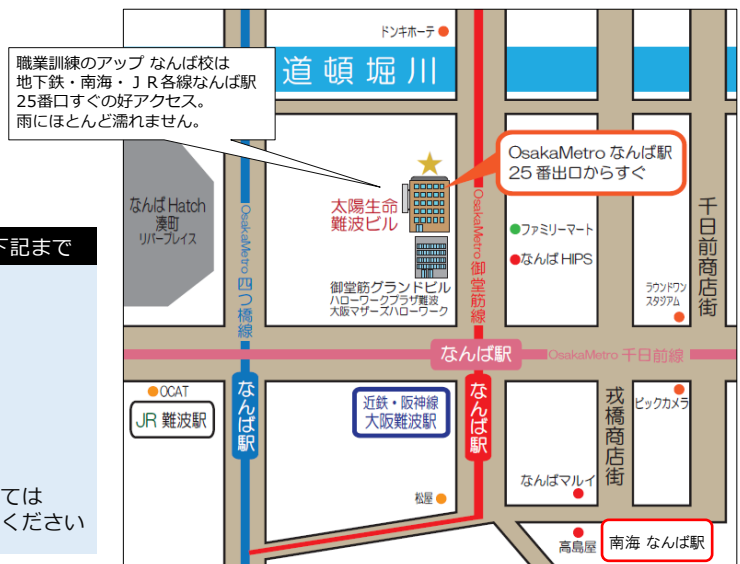 ドンキホーテ
道頓堀川
職業訓練のアップ なんば校は
地下鉄・南海・ＪＲ各線なんば駅
25番口すぐの好アクセス。
雨にほとんど濡れません。
OsakaMetro なんば駅
25 番出口からすぐ
なんば Hatch
湊町
リバープレイス
太陽生命
難波ビル
OsakaMetro 四つ橋線
OsakaMetro 御堂筋線
ファミリーマート
なんば HIPS
千日前商店街
下記まで
御堂筋グランドビル
ハローワークプラザ難波
大阪マザーズハローワーク
ラウンドワン
スタジアム
なんば駅
OsakaMetro 千日前線
OCAT
JR 難波駅
なんば駅
近鉄・阪神線
大阪難波駅
なんば駅
戎橋商店街
ビックカメラ
なんばマルイ
松屋
ては
ください
高島屋
南海 なんば駅